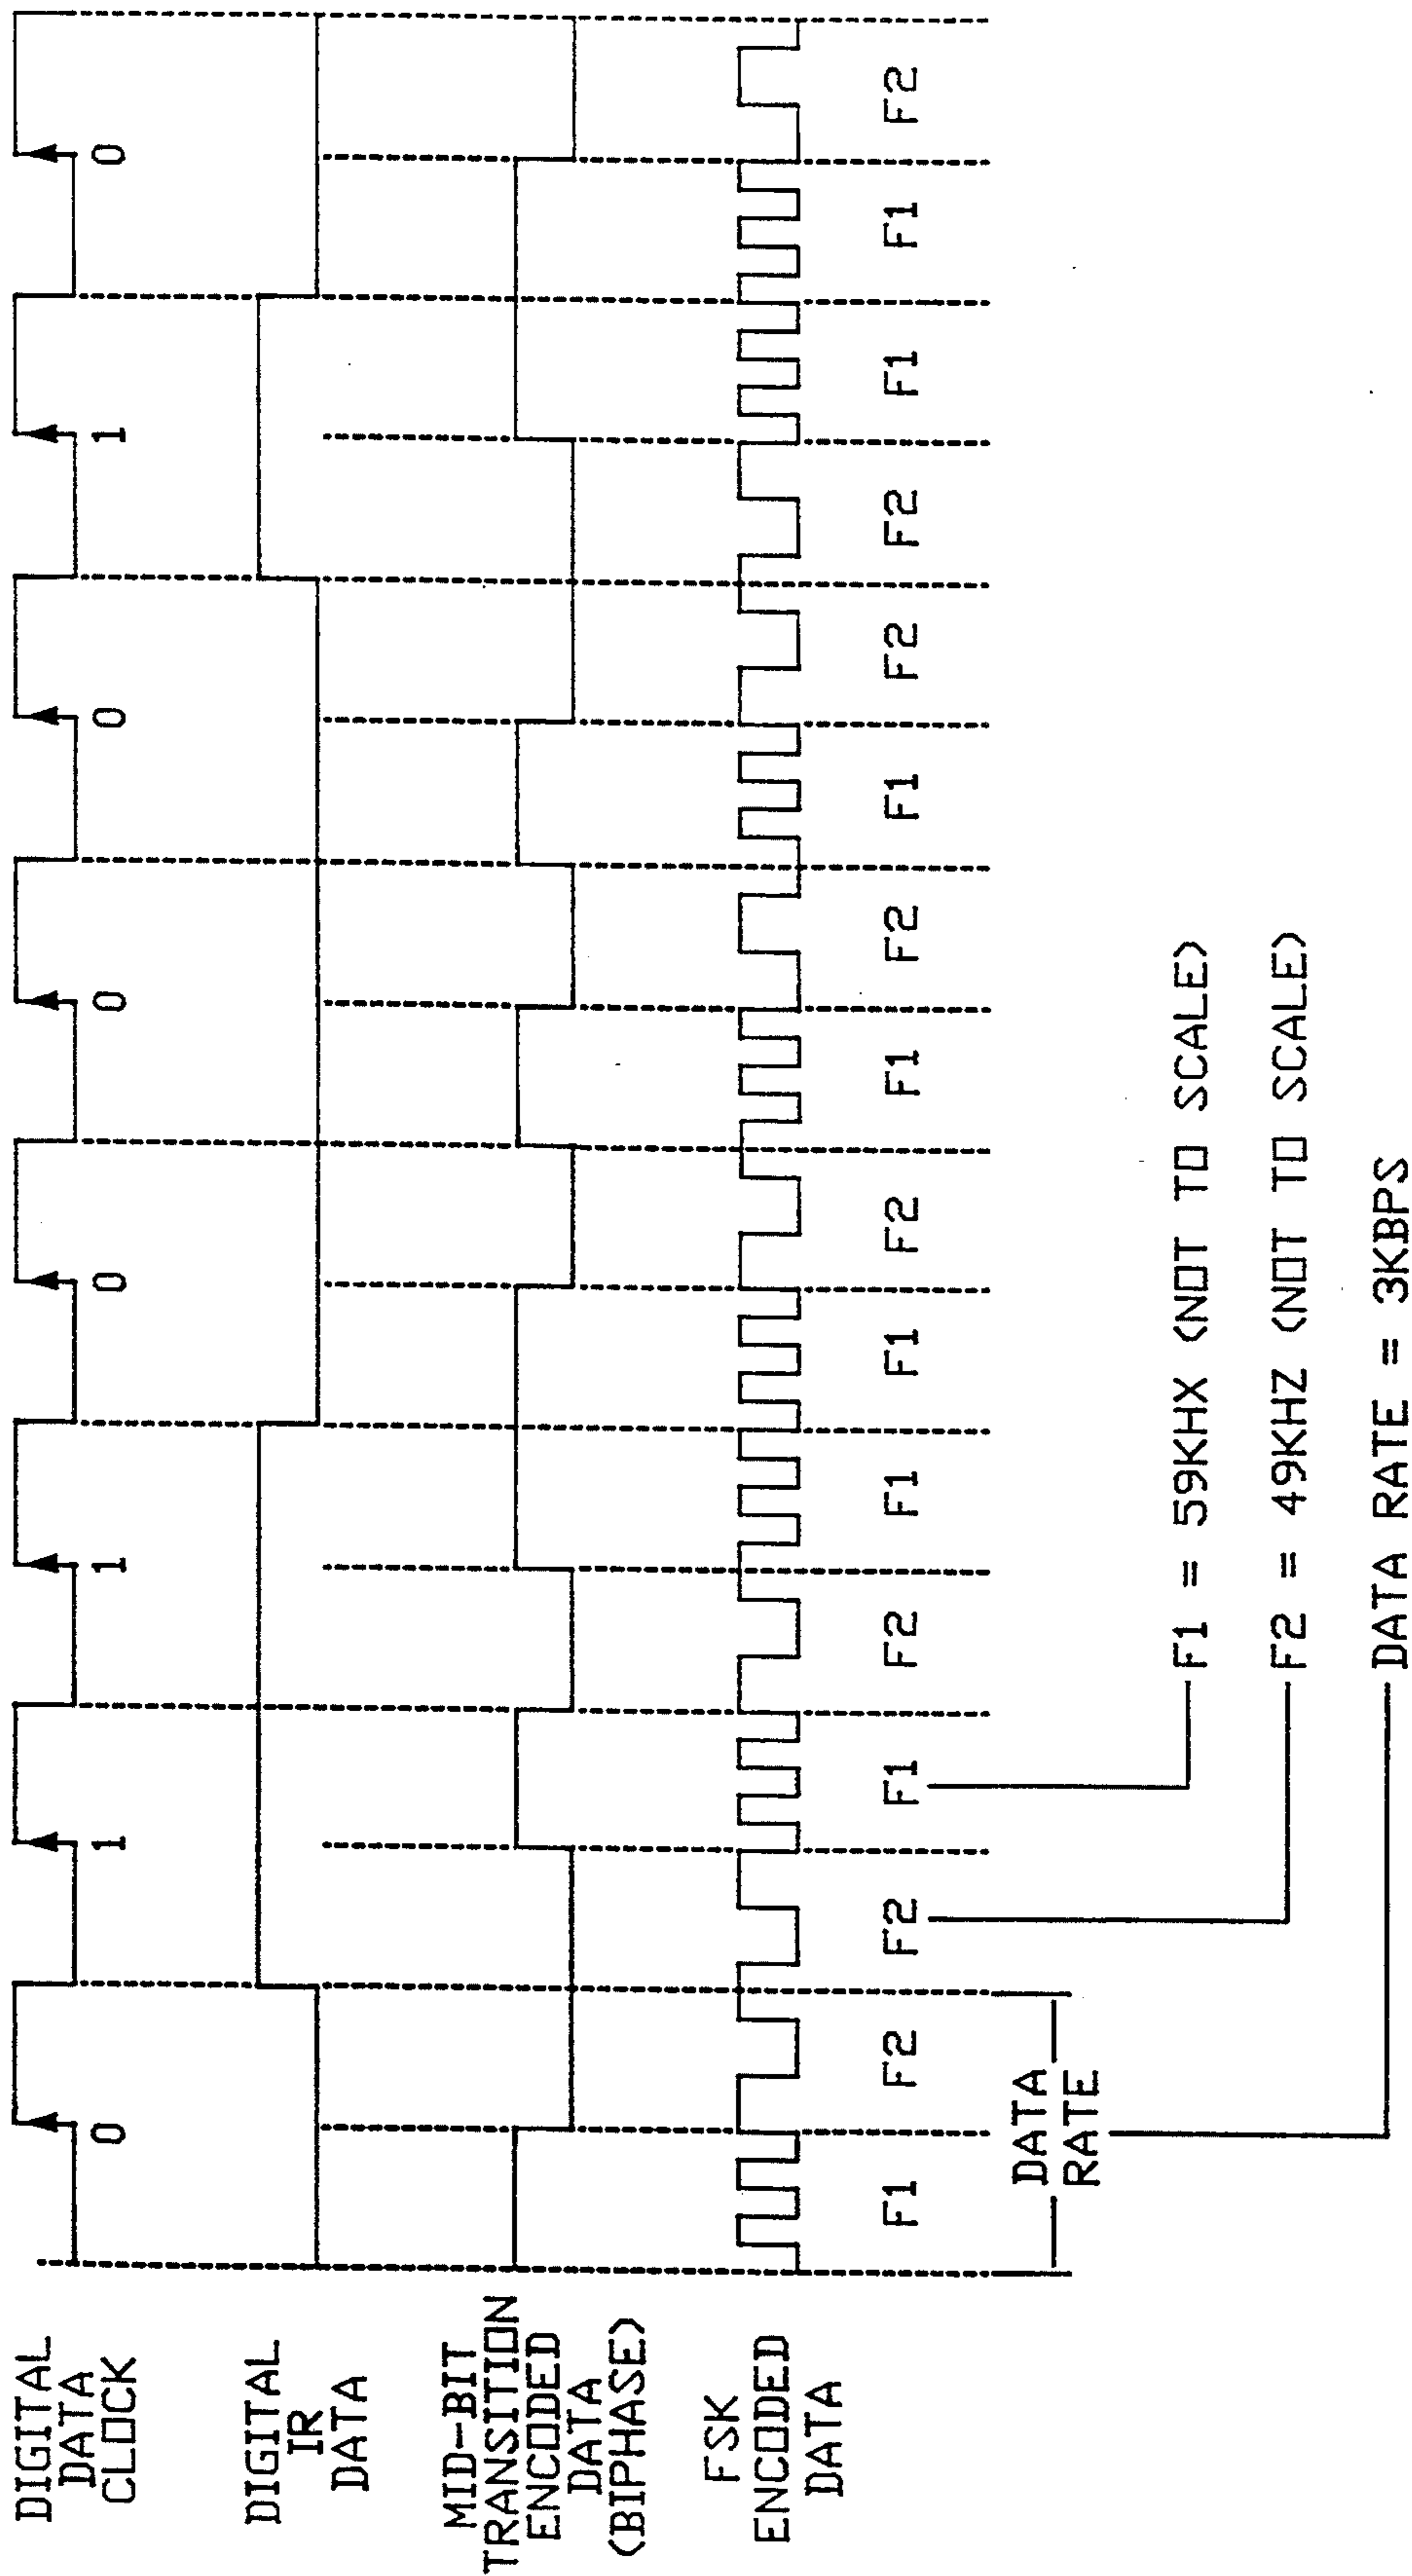 DIGITAL
DATA
CLOCK
0 1 1 0 0 0 1 0
DIGITAL
IR
DATA
MID-BIT
TRANSITION
ENCODED
DATA
(BIPHASE)
FSK
ENCODED
DATA
F1 F2 F2 F1 F2 F1 F1 F2 F1 F2 F1 F2 F2 F1 F1 F2
DATA
RATE
F1 = 59KHX (NOT TO SCALE)
F2 = 49KHZ (NOT TO SCALE)
DATA RATE = 3KBPS